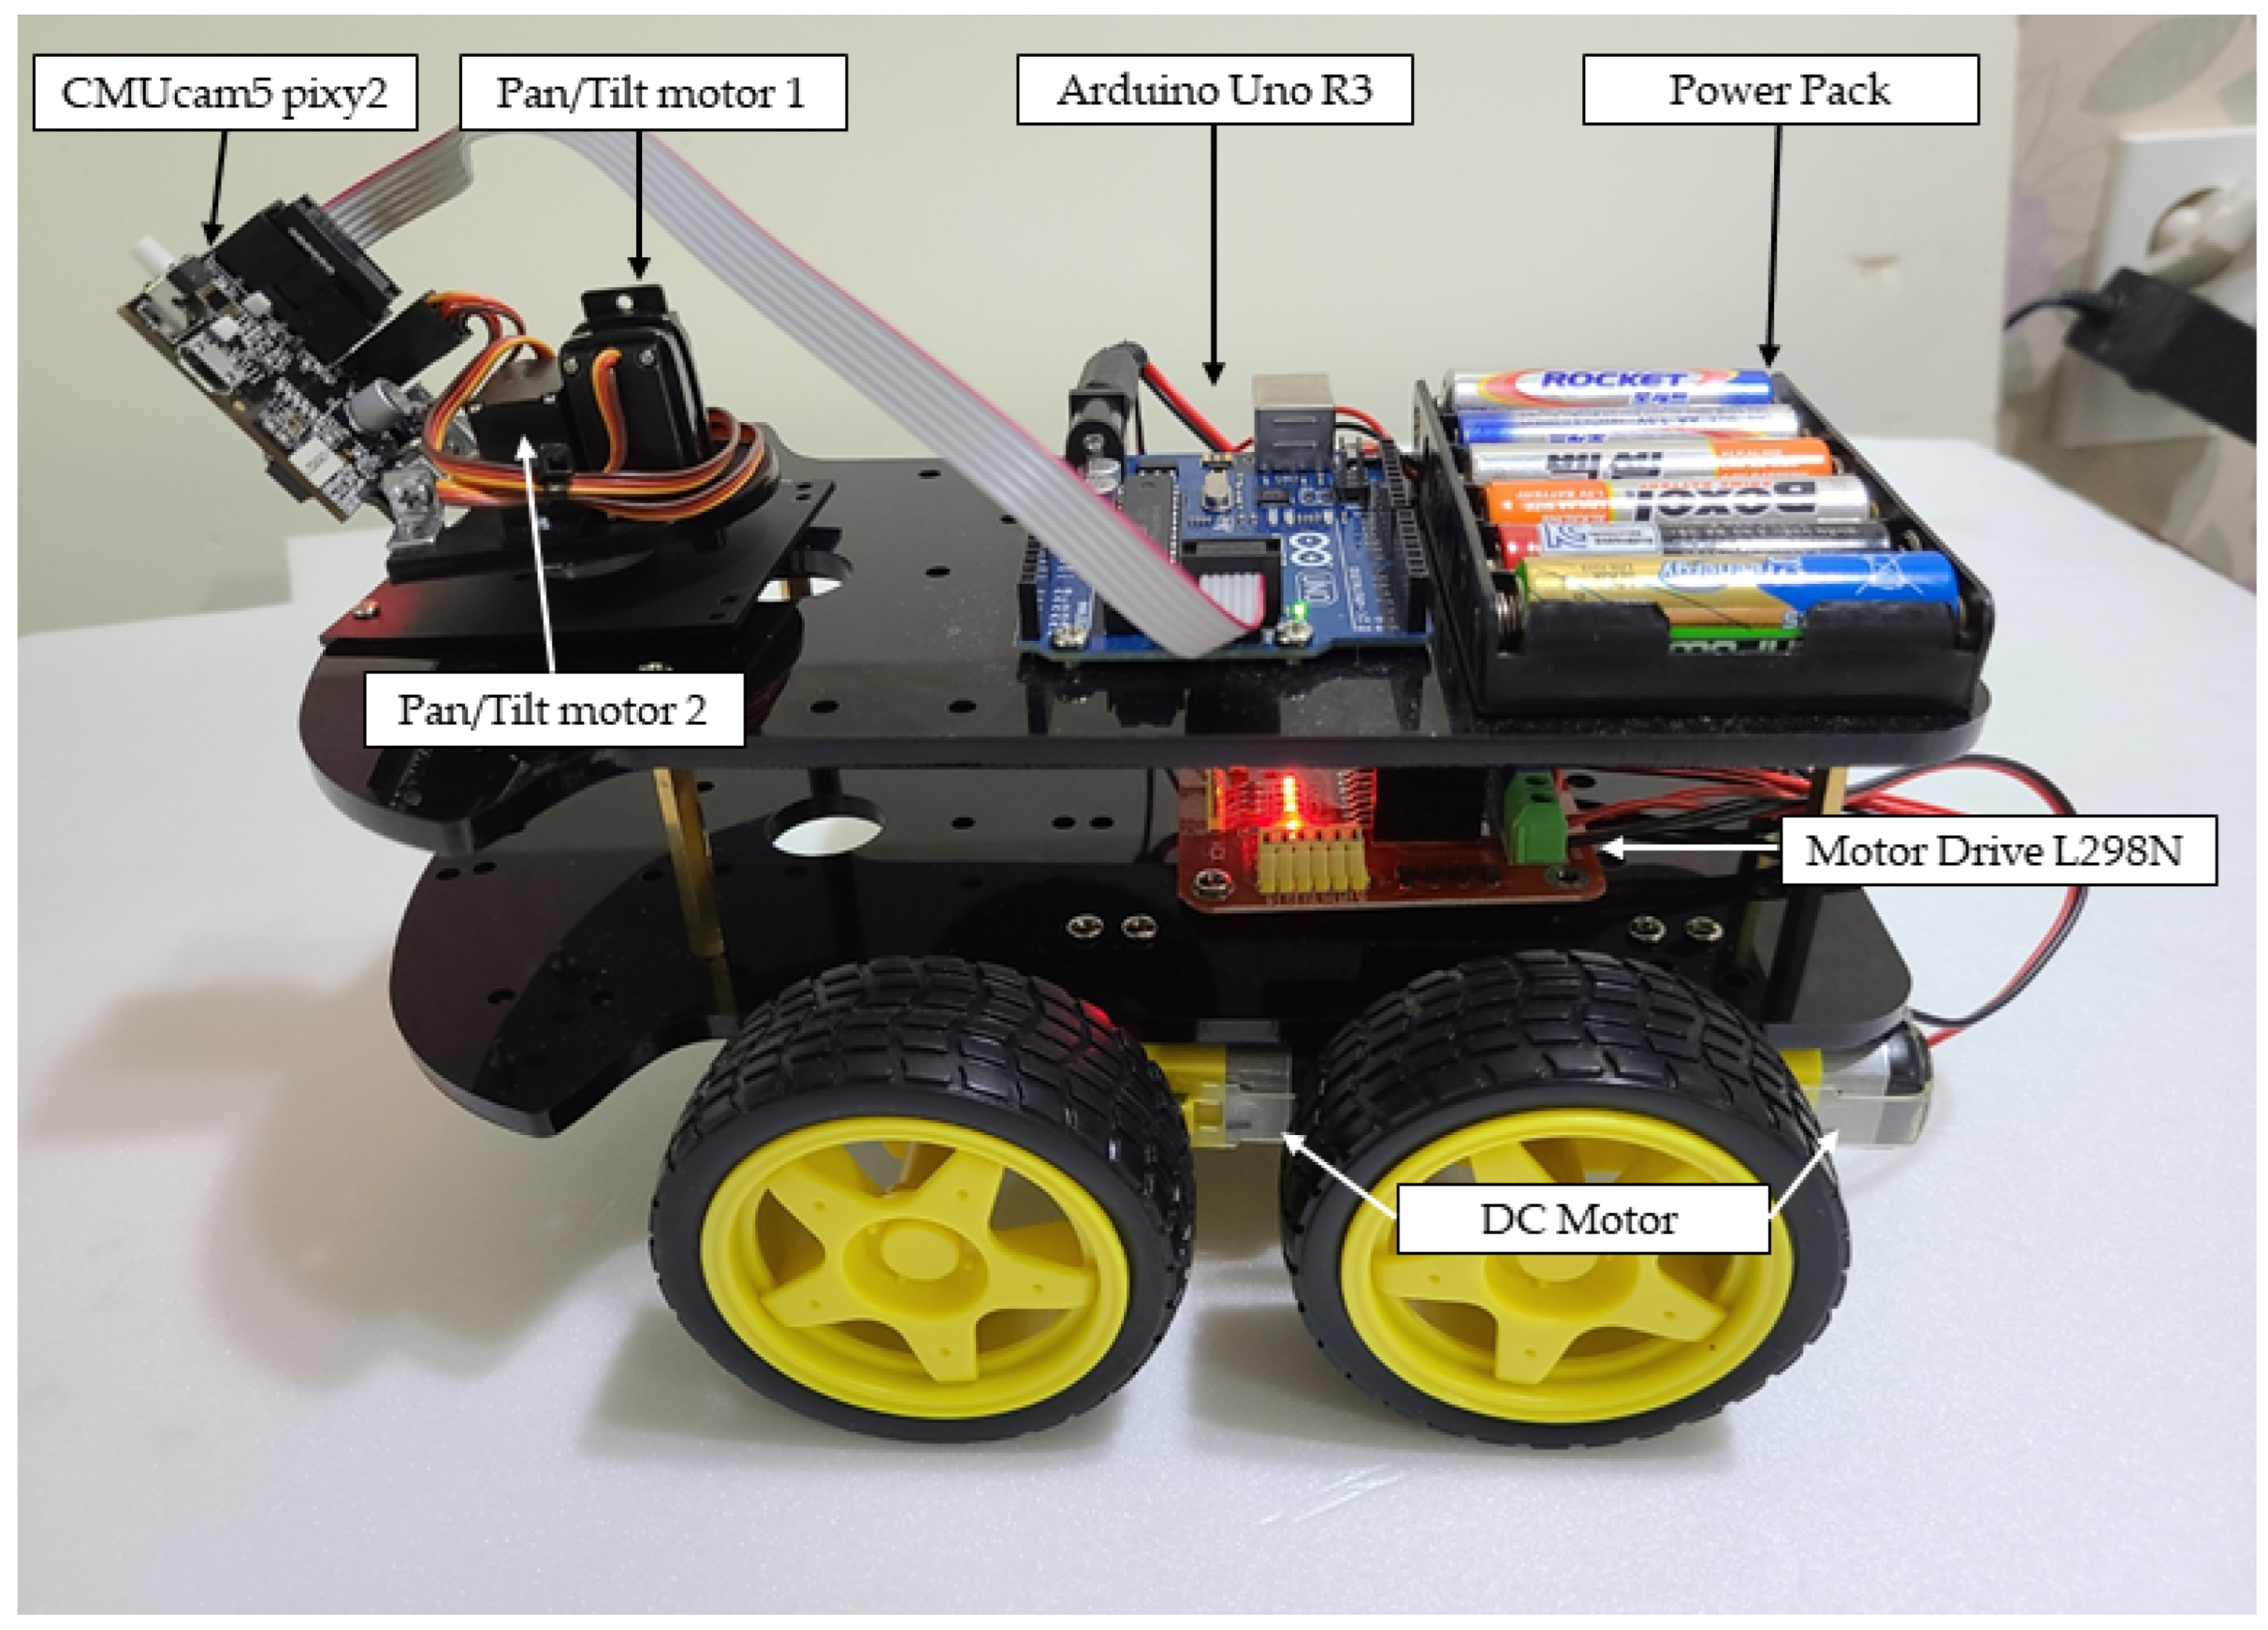 CMUcam5 pixy2
Pan/Tilt motor 1
Arduino Uno R3
Power Pack
ROCKET
UNO
Pan/Tilt motor 2
Motor Drive L298N
DC Motor